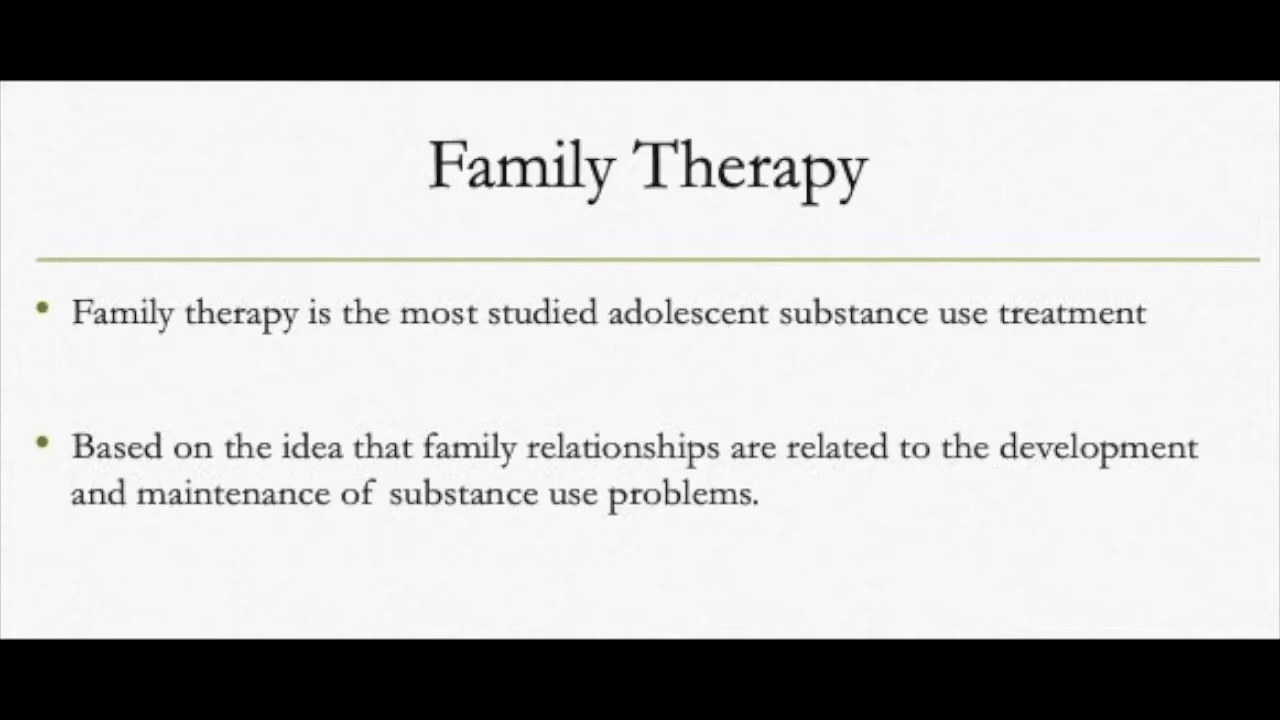 Family Therapy
• Family therapy is the most studied adolescent substance use treatment
• Based on the idea that family relationships are related to the development
and maintenance of substance use problems.